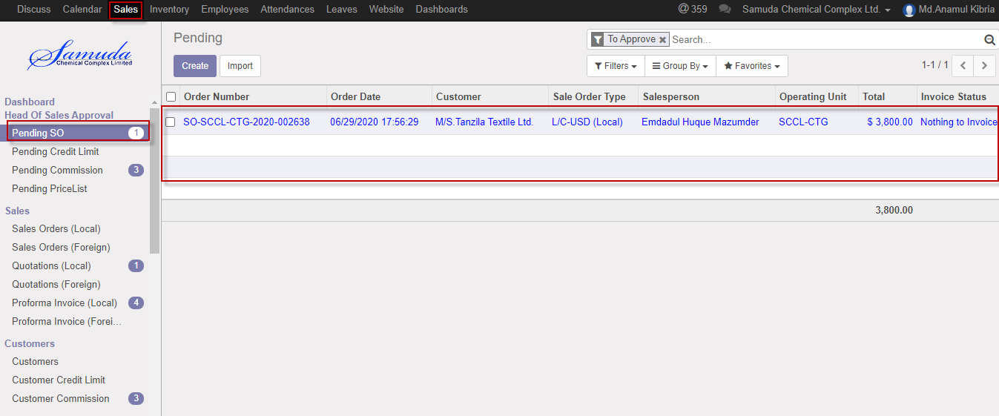 Discuss Calendar Sales Inventory Employees Attendances Leaves Website Dashboards @ 359 Samuda Chemical Complex Ltd. Md.Anamul Kibria
Samuda
Chemical Complex Limited
Pending
To Approve Search...
Create Import
Filters Group By Favorites 1-1 / 1
Dashboard
Head Of Sales Approval
Pending SO 1
Pending Credit Limit
Pending Commission 3
Pending PriceList
Sales
Sales Orders (Local)
Sales Orders (Foreign)
Quotations (Local) 1
Quotations (Foreign)
Proforma Invoice (Local) 4
Proforma Invoice (Forei...
Customers
Customers
Customer Credit Limit
Customer Commission 3
Order Number Order Date Customer Sale Order Type Salesperson Operating Unit Total Invoice Status
SO-SCCL-CTG-2020-002638 06/29/2020 17:56:29 M/S.Tanzila Textile Ltd. L/C-USD (Local) Emdadul Huque Mazumder SCCL-CTG $ 3,800.00 Nothing to Invoice
3,800.00